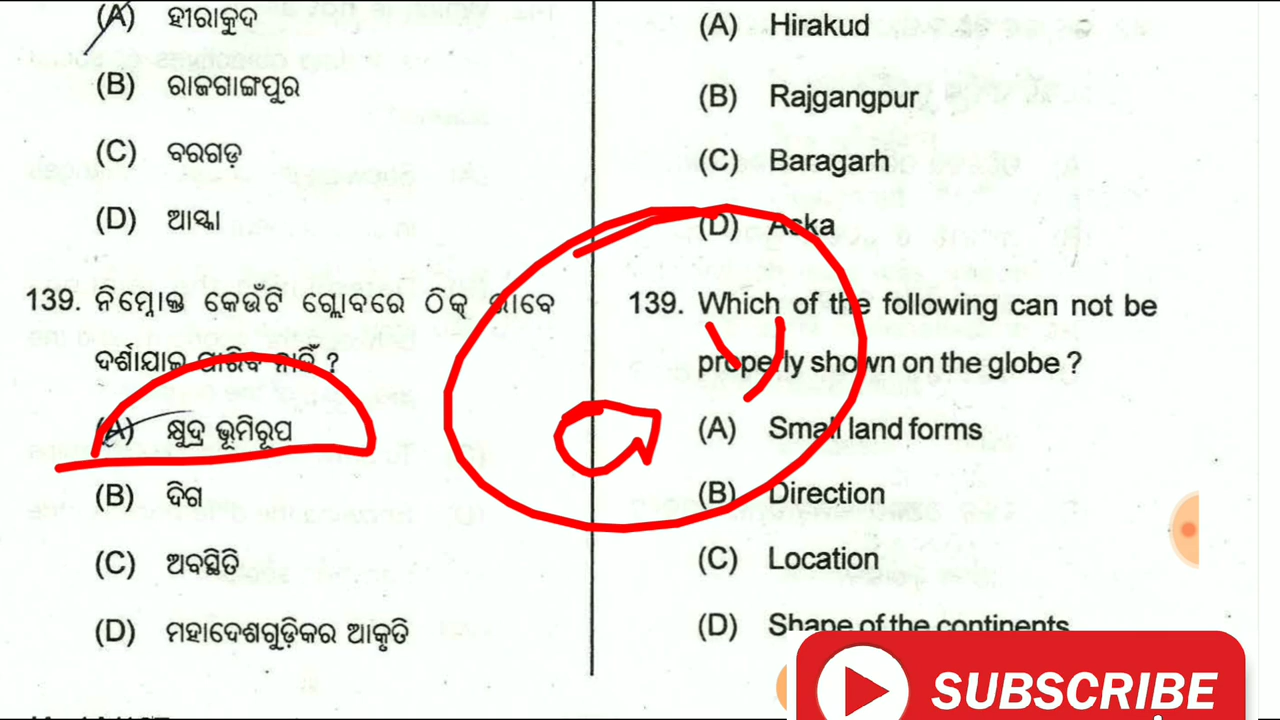 (A) ହୀରାକୁଦ
(B) ରାଜଗାଙ୍ଗପୁର
(C) ବରଗଡ଼
(D) ଆସ୍କା
139. ନିମ୍ନୋକ୍ତ କେଉଁଟି ଗ୍ଲୋବରେ ଠିକ୍ ଭାବେ
ଦର୍ଶାଯାଇ ପାରିବ ନାହିଁ ?
(A) କ୍ଷୁଦ୍ର ଭୂମିରୂପ
(B) ଦିଗ
(C) ଅବସ୍ଥିତି
(D) ମହାଦେଶଗୁଡ଼ିକର ଆକୃତି
(A) Hirakud
(B) Rajgangpur
(C) Baragarh
(D) Aska
139. Which of the following can not be
properly shown on the globe ?
(A) Small land forms
(B) Direction
(C) Location
(D) Shape of the continents
SUBSCRIBE